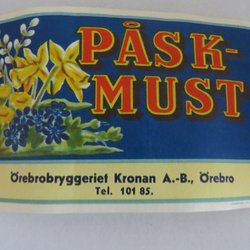 PÅSK-
MUST
Örebrobryggeriet Kronan A.-B., Örebro
Tel. 101 85.